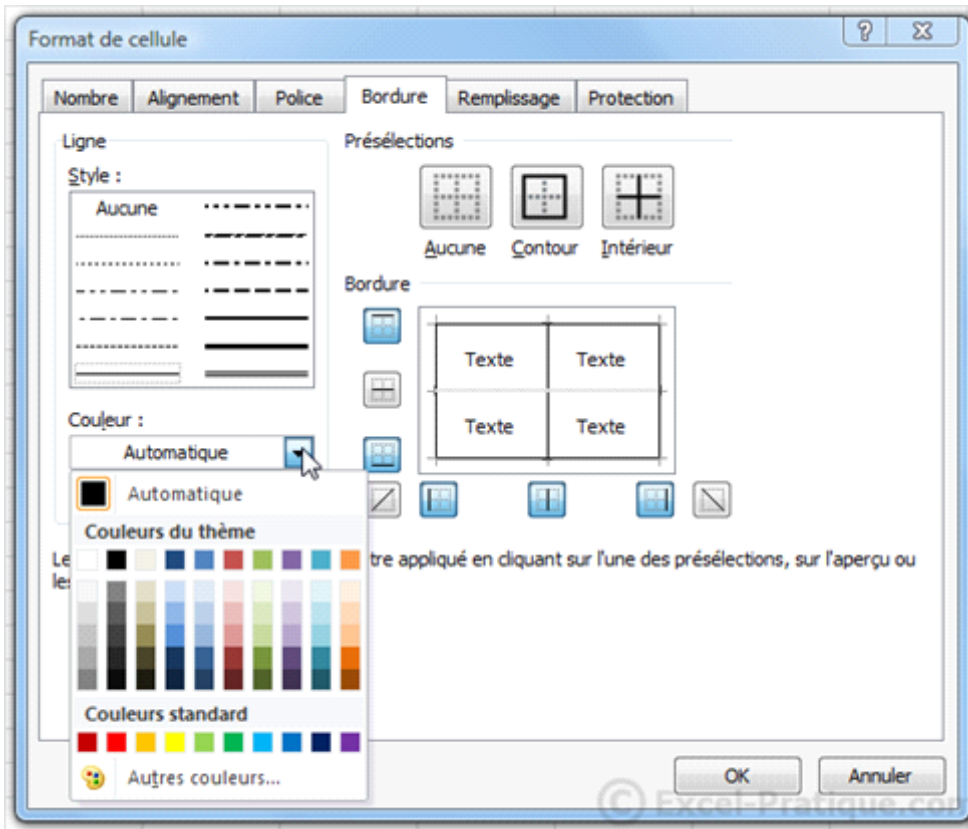 Format de cellule
Nombre Alignement Police Bordure Remplissage Protection
Ligne
Style :
Aucune
Couleur :
Automatique
Automatique
Couleurs du thème
Couleurs standard
Autres couleurs...
Présélections
Aucune Contour Intérieur
Bordure
Texte Texte
Texte Texte
Le tre appliqué en cliquant sur l'une des présélections, sur l'aperçu ou
les
OK Annuler
© Excel-Pratique.com